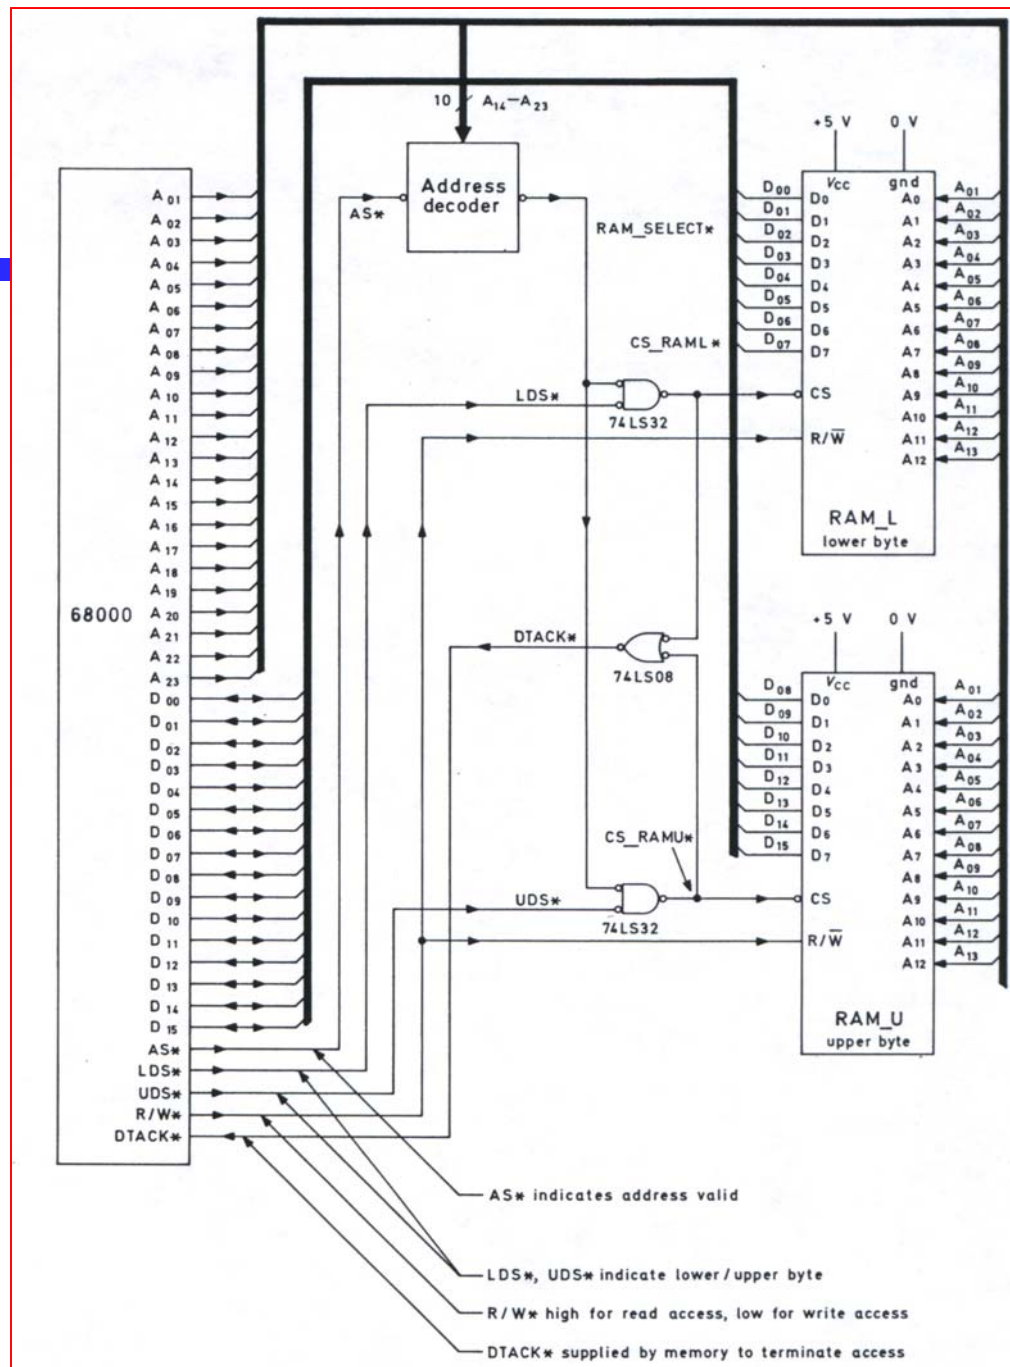 10 A14–A23
Address
decoder
AS*
RAM_SELECT*
CS_RAML*
LDS*
74LS32
DTACK*
74LS08
CS_RAMU*
UDS*
74LS32
68000
A01
A02
A03
A04
A05
A06
A07
A08
A09
A10
A11
A12
A13
A14
A15
A16
A17
A18
A19
A20
A21
A22
A23
D00
D01
D02
D03
D04
D05
D06
D07
D08
D09
D10
D11
D12
D13
D14
D15
AS*
LDS*
UDS*
R/W*
DTACK*
+5 V 0 V
Vcc gnd
D00 D0 A0 A01
D01 D1 A1 A02
D02 D2 A2 A03
D03 D3 A3 A04
D04 D4 A4 A05
D05 D5 A5 A06
D06 D6 A6 A07
D07 D7 A7 A08
A8 A09
CS A9 A10
A10 A11
R/W̅ A11 A12
A12 A13
RAM_L
lower byte
+5 V 0 V
Vcc gnd
D08 D0 A0 A01
D09 D1 A1 A02
D10 D2 A2 A03
D11 D3 A3 A04
D12 D4 A4 A05
D13 D5 A5 A06
D14 D6 A6 A07
D15 D7 A7 A08
A8 A09
CS A9 A10
A10 A11
R/W̅ A11 A12
A12 A13
RAM_U
upper byte
AS* indicates address valid
LDS*, UDS* indicate lower/upper byte
R/W* high for read access, low for write access
DTACK* supplied by memory to terminate access